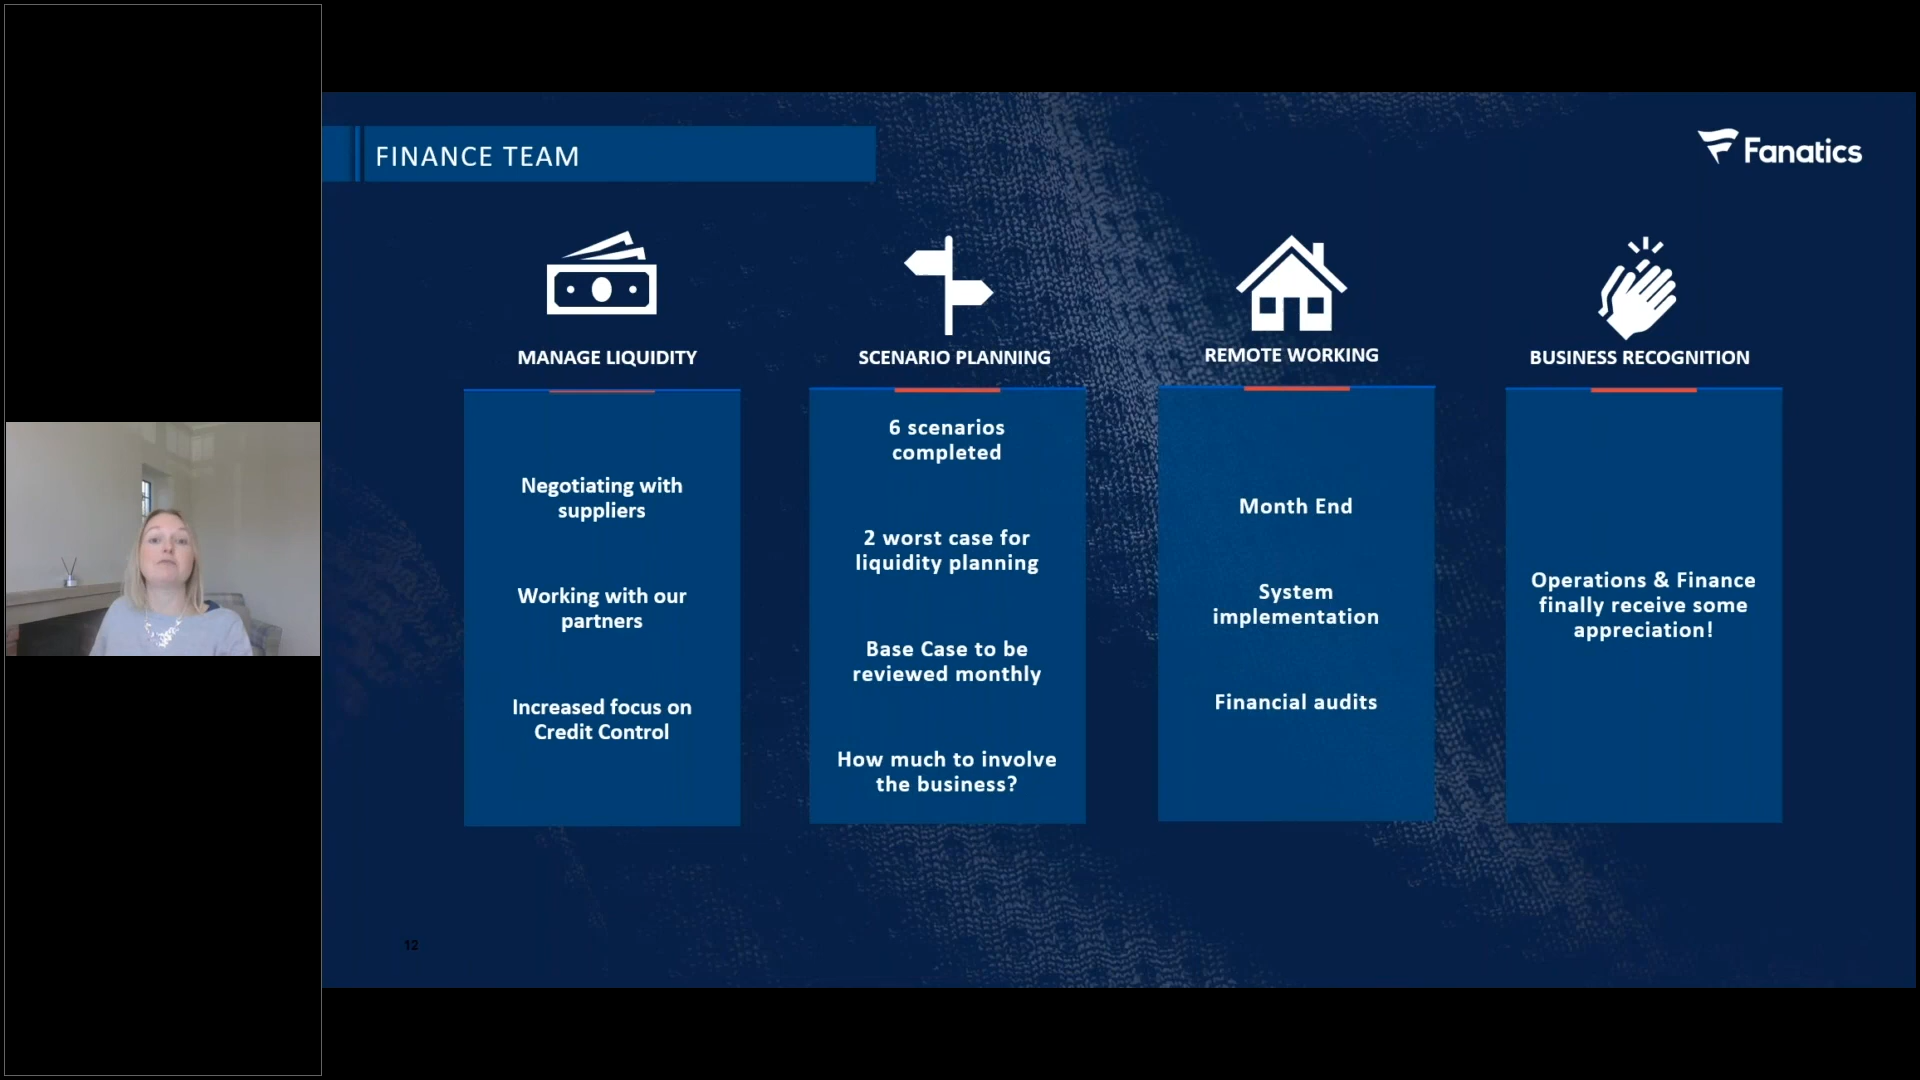 FINANCE TEAM
Fanatics
MANAGE LIQUIDITY
Negotiating with
suppliers
Working with our
partners
Increased focus on
Credit Control
SCENARIO PLANNING
6 scenarios
completed
2 worst case for
liquidity planning
Base Case to be
reviewed monthly
How much to involve
the business?
REMOTE WORKING
Month End
System
implementation
Financial audits
BUSINESS RECOGNITION
Operations & Finance
finally receive some
appreciation!
12